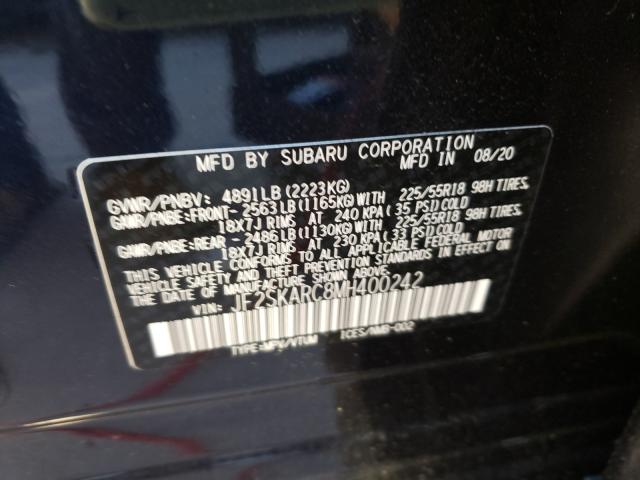 MFD BY SUBARU CORPORATION
MFD IN 08/20
GVWR/PNBV: 4891LB (2223KG)
GAWR/PNBE:FRONT- 2563LB (1165KG) WITH 225/55R18 98H TIRES,
18X7J RIMS AT 240 KPA (35 PSI) COLD
GAWR/PNBE:REAR - 2486LB (1130KG) WITH 225/55R18 98H TIRES,
18X7J RIMS AT 230 KPA (33 PSI) COLD
THIS VEHICLE CONFORMS TO ALL APPLICABLE FEDERAL MOTOR
VEHICLE SAFETY AND THEFT PREVENTION STANDARDS IN EFFECT ON THE
DATE OF MANUFACTURE SHOWN ABOVE.
VIN: JF2SKARC8MH400242
TYPE:MPV/VTUM ICES/NMB-002